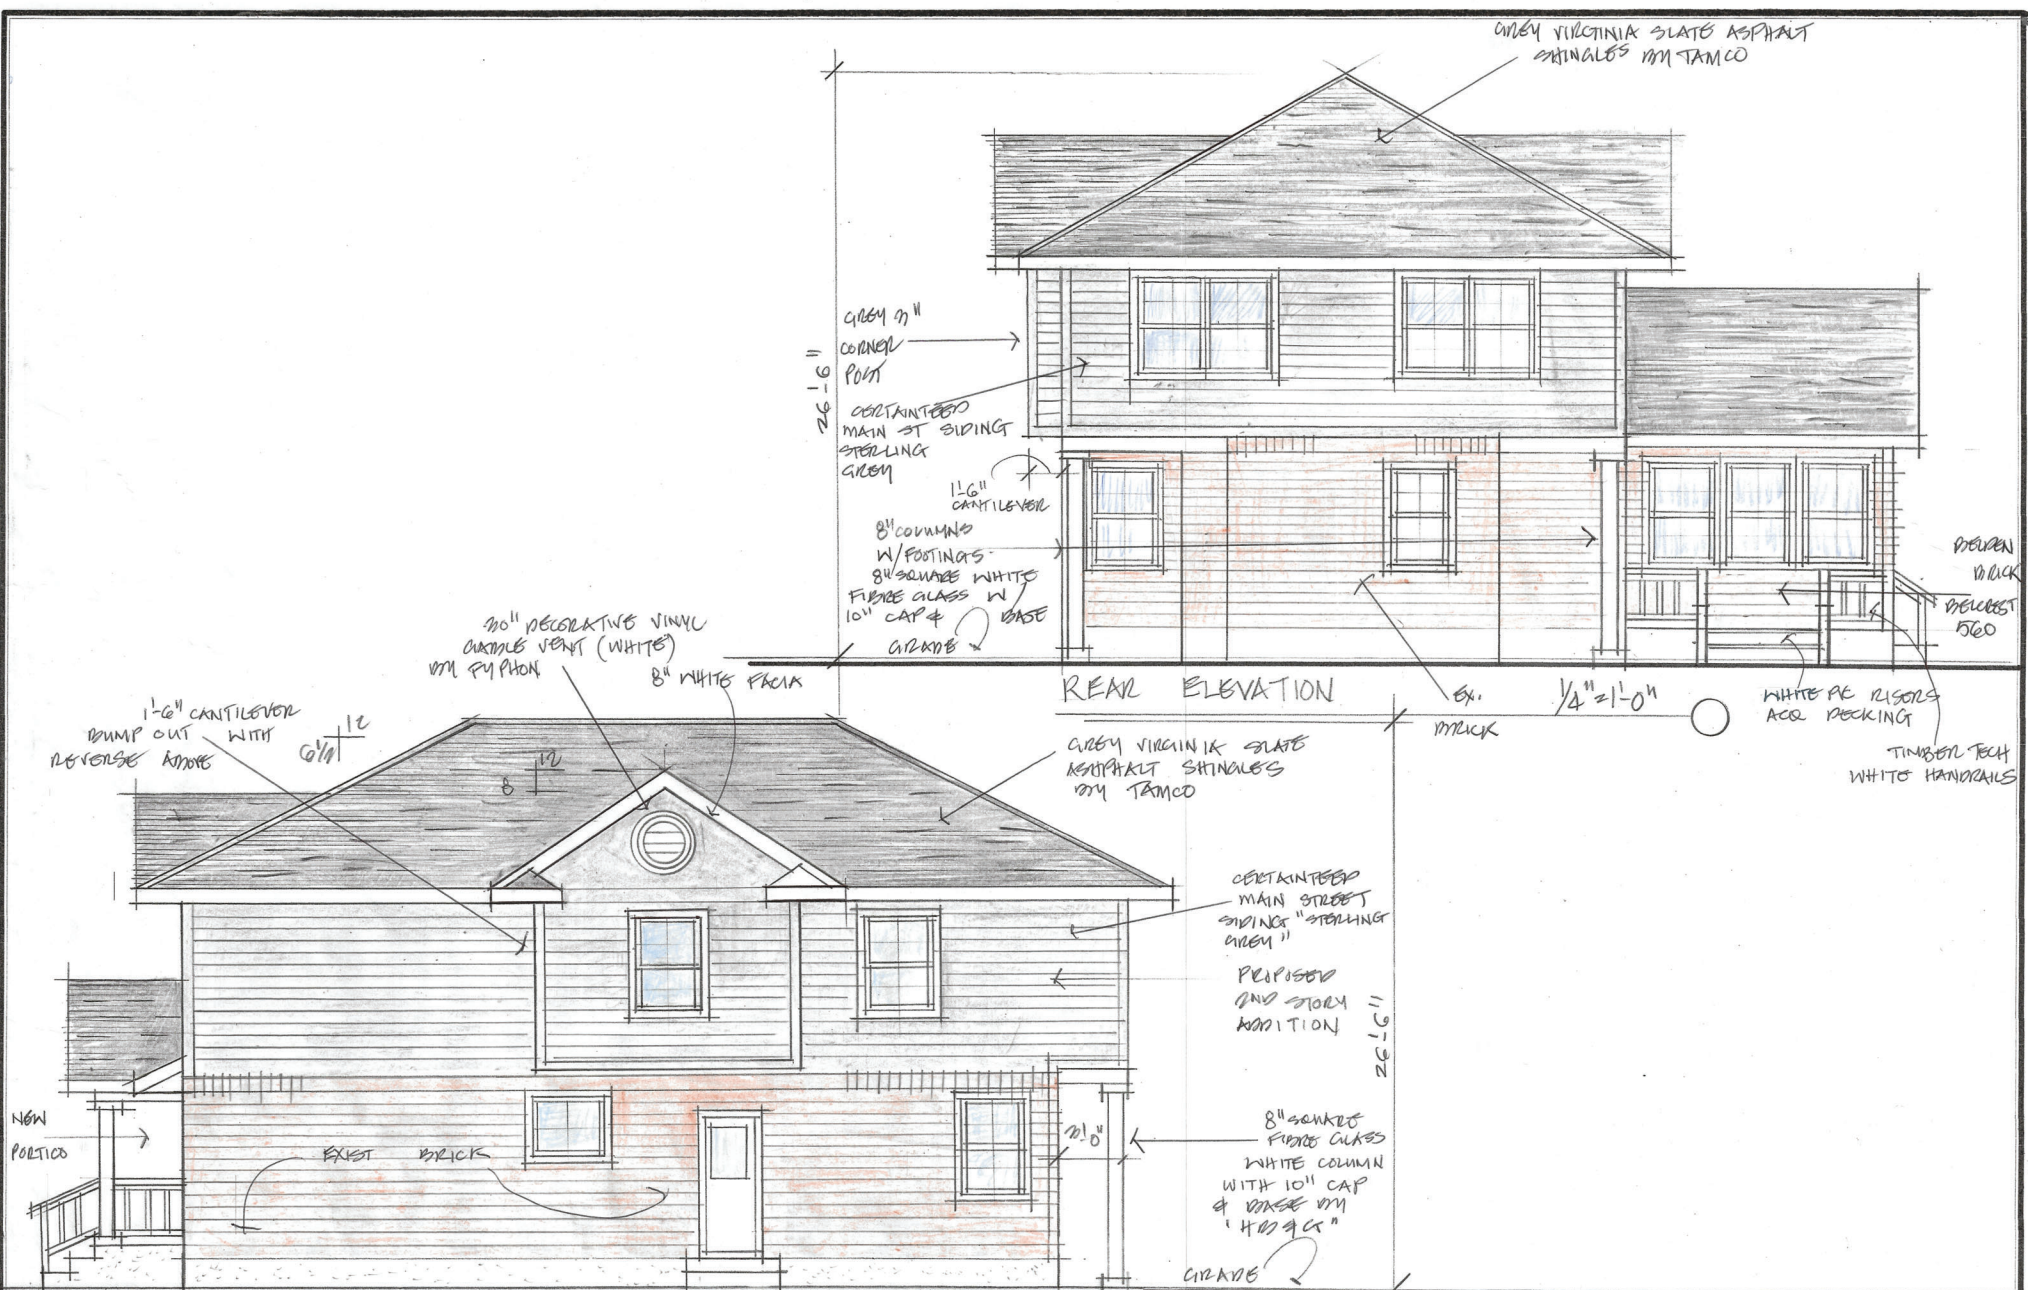 GREY VIRGINIA SLATE ASPHALT
SHINGLES BY TAMCO
26'-6"
GREY 3"
CORNER
POST
CERTAINTEED
MAIN ST SIDING
STERLING
GREY
1'-6"
CANTILEVER
8" COLUMNS
W/FOOTINGS
8" SQUARE WHITE
FIBRE GLASS W
10" CAP & BASE
GRADE
BELDEN
BRICK
BELCREST
560
REAR ELEVATION
1/4"=1'-0"
EX.
BRICK
WHITE
RISERS
ACQ DECKING
TIMBER TECH
WHITE HANDRAILS
30" DECORATIVE VINYL
GABLE VENT (WHITE)
BY FYPHON
8" WHITE FACIA
1'-6" CANTILEVER
BUMP OUT WITH
REVERSE ABOVE
12
6 1/2
12
8
GREY VIRGINIA SLATE
ASHPHALT SHINGLES
BY TAMCO
CERTAINTEED
MAIN STREET
SIDING "STERLING
GREY"
PROPOSED
2ND STORY
ADDITION
26'-6"
NEW
PORTICO
EXIST BRICK
3'-0"
8" SQUARE
FIBRE GLASS
WHITE COLUMN
WITH 10" CAP
& BASE BY
"HB&G"
GRADE